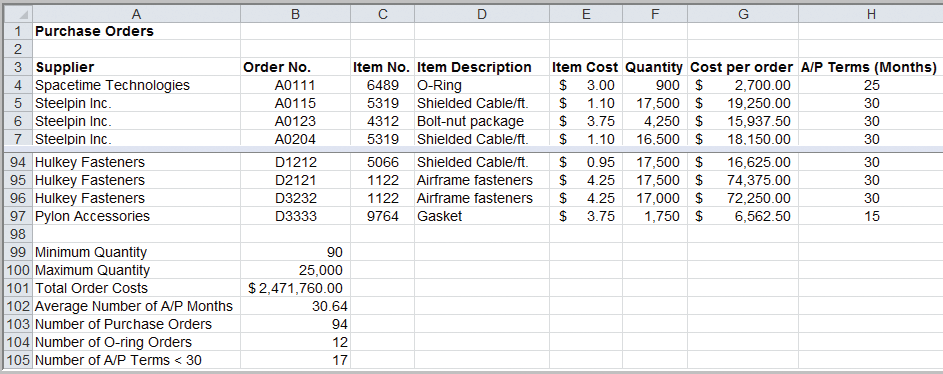 A B C D E F G H
1 Purchase Orders
2
3 Supplier Order No. Item No. Item Description Item Cost Quantity Cost per order A/P Terms (Months)
4 Spacetime Technologies A0111 6489 O-Ring $ 3.00 900 $ 2,700.00 25
5 Steelpin Inc. A0115 5319 Shielded Cable/ft. $ 1.10 17,500 $ 19,250.00 30
6 Steelpin Inc. A0123 4312 Bolt-nut package $ 3.75 4,250 $ 15,937.50 30
7 Steelpin Inc. A0204 5319 Shielded Cable/ft. $ 1.10 16,500 $ 18,150.00 30
94 Hulkey Fasteners D1212 5066 Shielded Cable/ft. $ 0.95 17,500 $ 16,625.00 30
95 Hulkey Fasteners D2121 1122 Airframe fasteners $ 4.25 17,500 $ 74,375.00 30
96 Hulkey Fasteners D3232 1122 Airframe fasteners $ 4.25 17,000 $ 72,250.00 30
97 Pylon Accessories D3333 9764 Gasket $ 3.75 1,750 $ 6,562.50 15
98
99 Minimum Quantity 90
100 Maximum Quantity 25,000
101 Total Order Costs $2,471,760.00
102 Average Number of A/P Months 30.64
103 Number of Purchase Orders 94
104 Number of O-ring Orders 12
105 Number of A/P Terms < 30 17